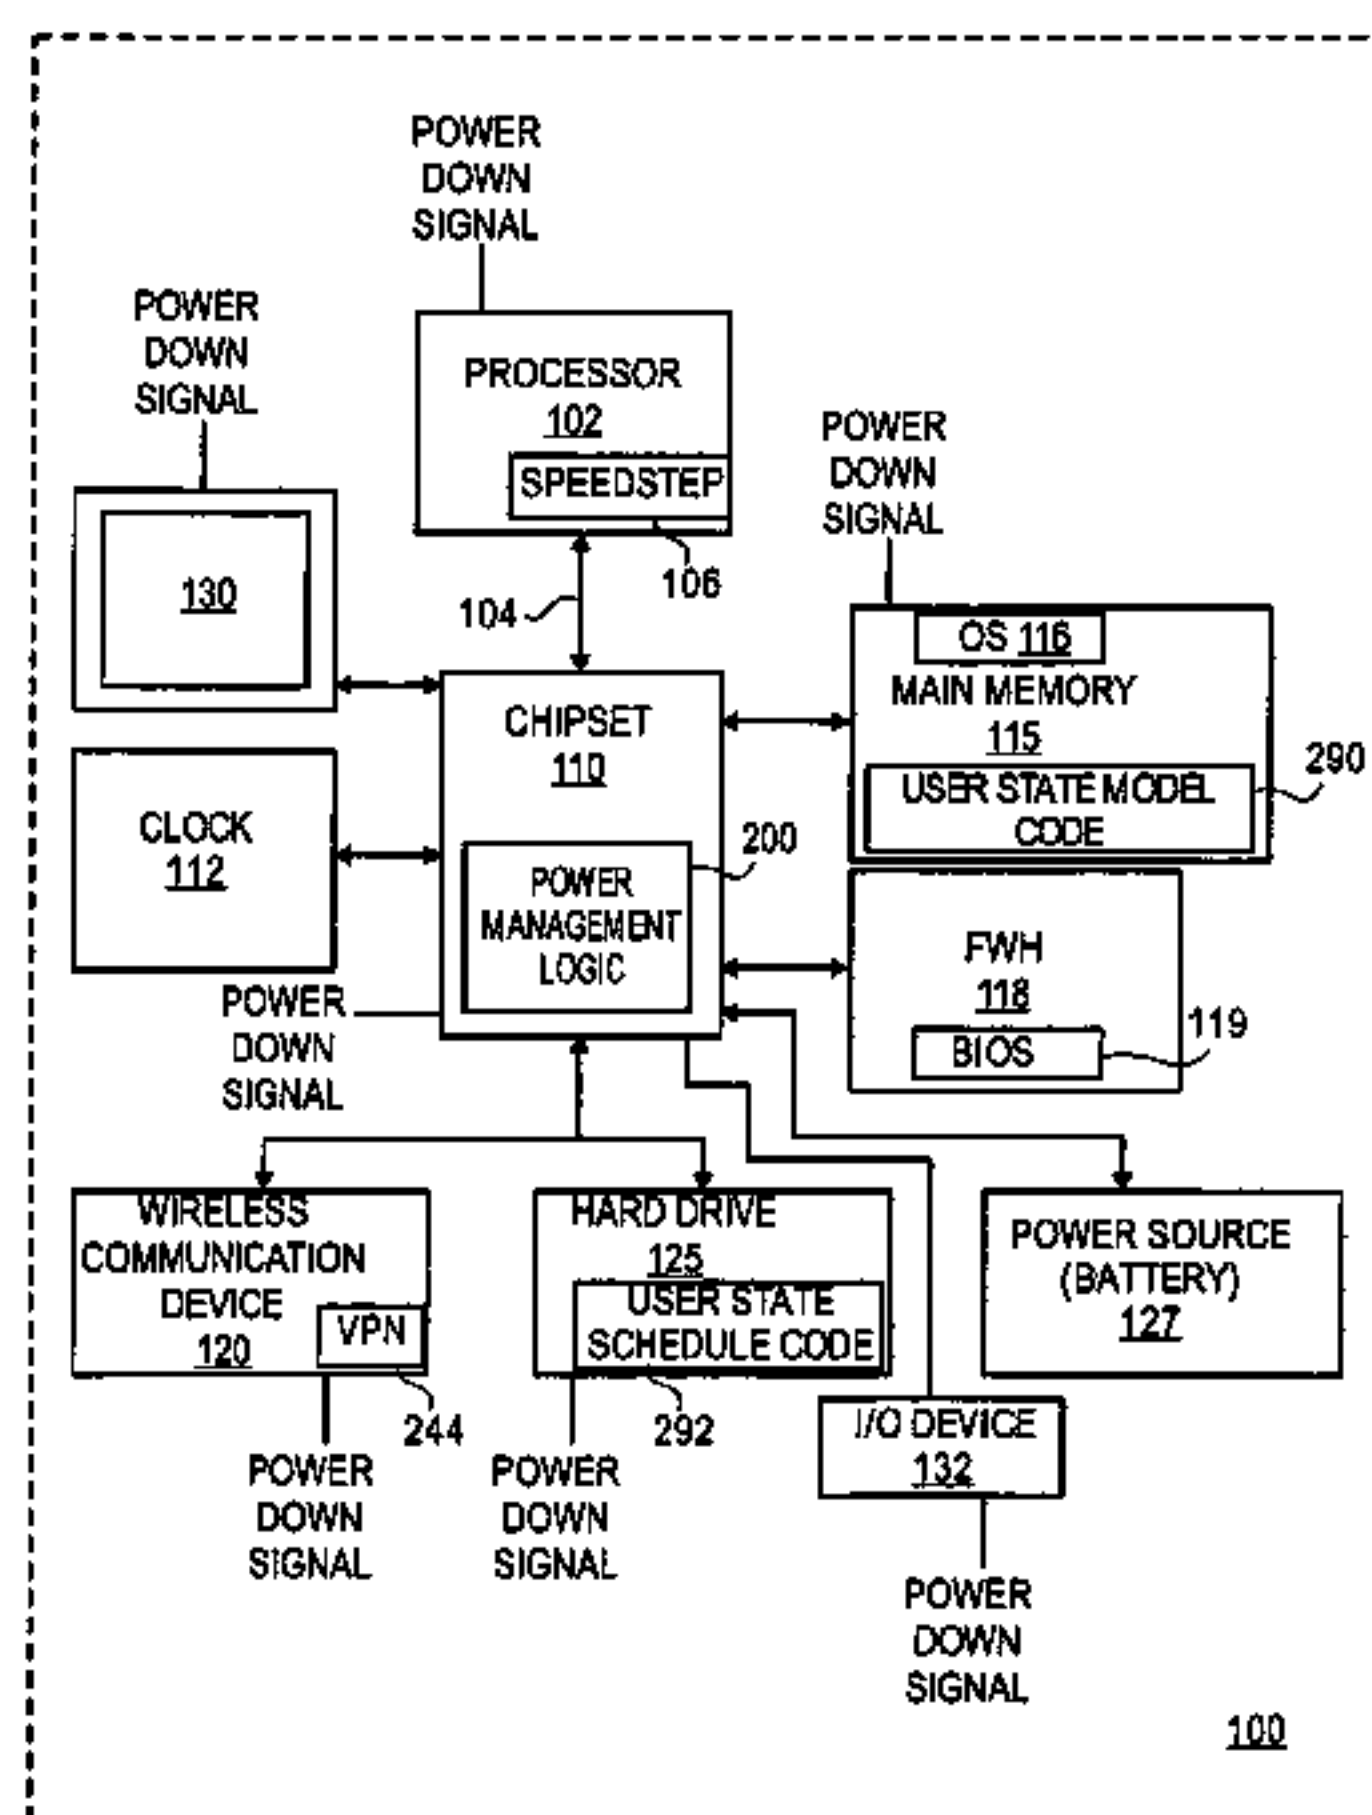 POWER
DOWN
SIGNAL
POWER
DOWN
SIGNAL
PROCESSOR
102
SPEEDSTEP
106
104
POWER
DOWN
SIGNAL
130
OS 116
MAIN MEMORY
115
USER STATE MODEL
CODE
290
CHIPSET
110
CLOCK
112
POWER
MANAGEMENT
LOGIC
200
FWH
118
BIOS
119
POWER
DOWN
SIGNAL
WIRELESS
COMMUNICATION
DEVICE
120
VPN
244
HARD DRIVE
125
USER STATE
SCHEDULE CODE
292
POWER SOURCE
(BATTERY)
127
I/O DEVICE
132
POWER
DOWN
SIGNAL
POWER
DOWN
SIGNAL
POWER
DOWN
SIGNAL
100